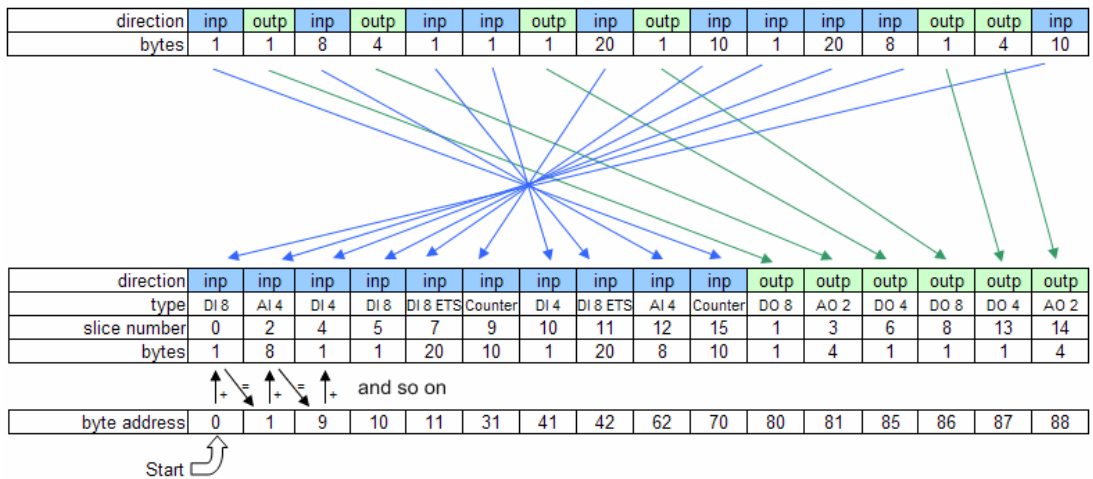 direction inp outp inp outp inp inp outp inp outp inp inp inp inp outp outp inp
bytes 1 1 8 4 1 1 1 20 1 10 1 20 8 1 4 10
direction inp inp inp inp inp inp inp inp inp inp outp outp outp outp outp outp
type DI 8 AI 4 DI 4 DI 8 DI 8 ETS Counter DI 4 DI 8 ETS AI 4 Counter DO 8 AO 2 DO 4 DO 8 DO 4 AO 2
slice number 0 2 4 5 7 9 10 11 12 15 1 3 6 8 13 14
bytes 1 8 1 1 20 10 1 20 8 10 1 4 1 1 1 4
+ = + = + and so on
byte address 0 1 9 10 11 31 41 42 62 70 80 81 85 86 87 88
Start